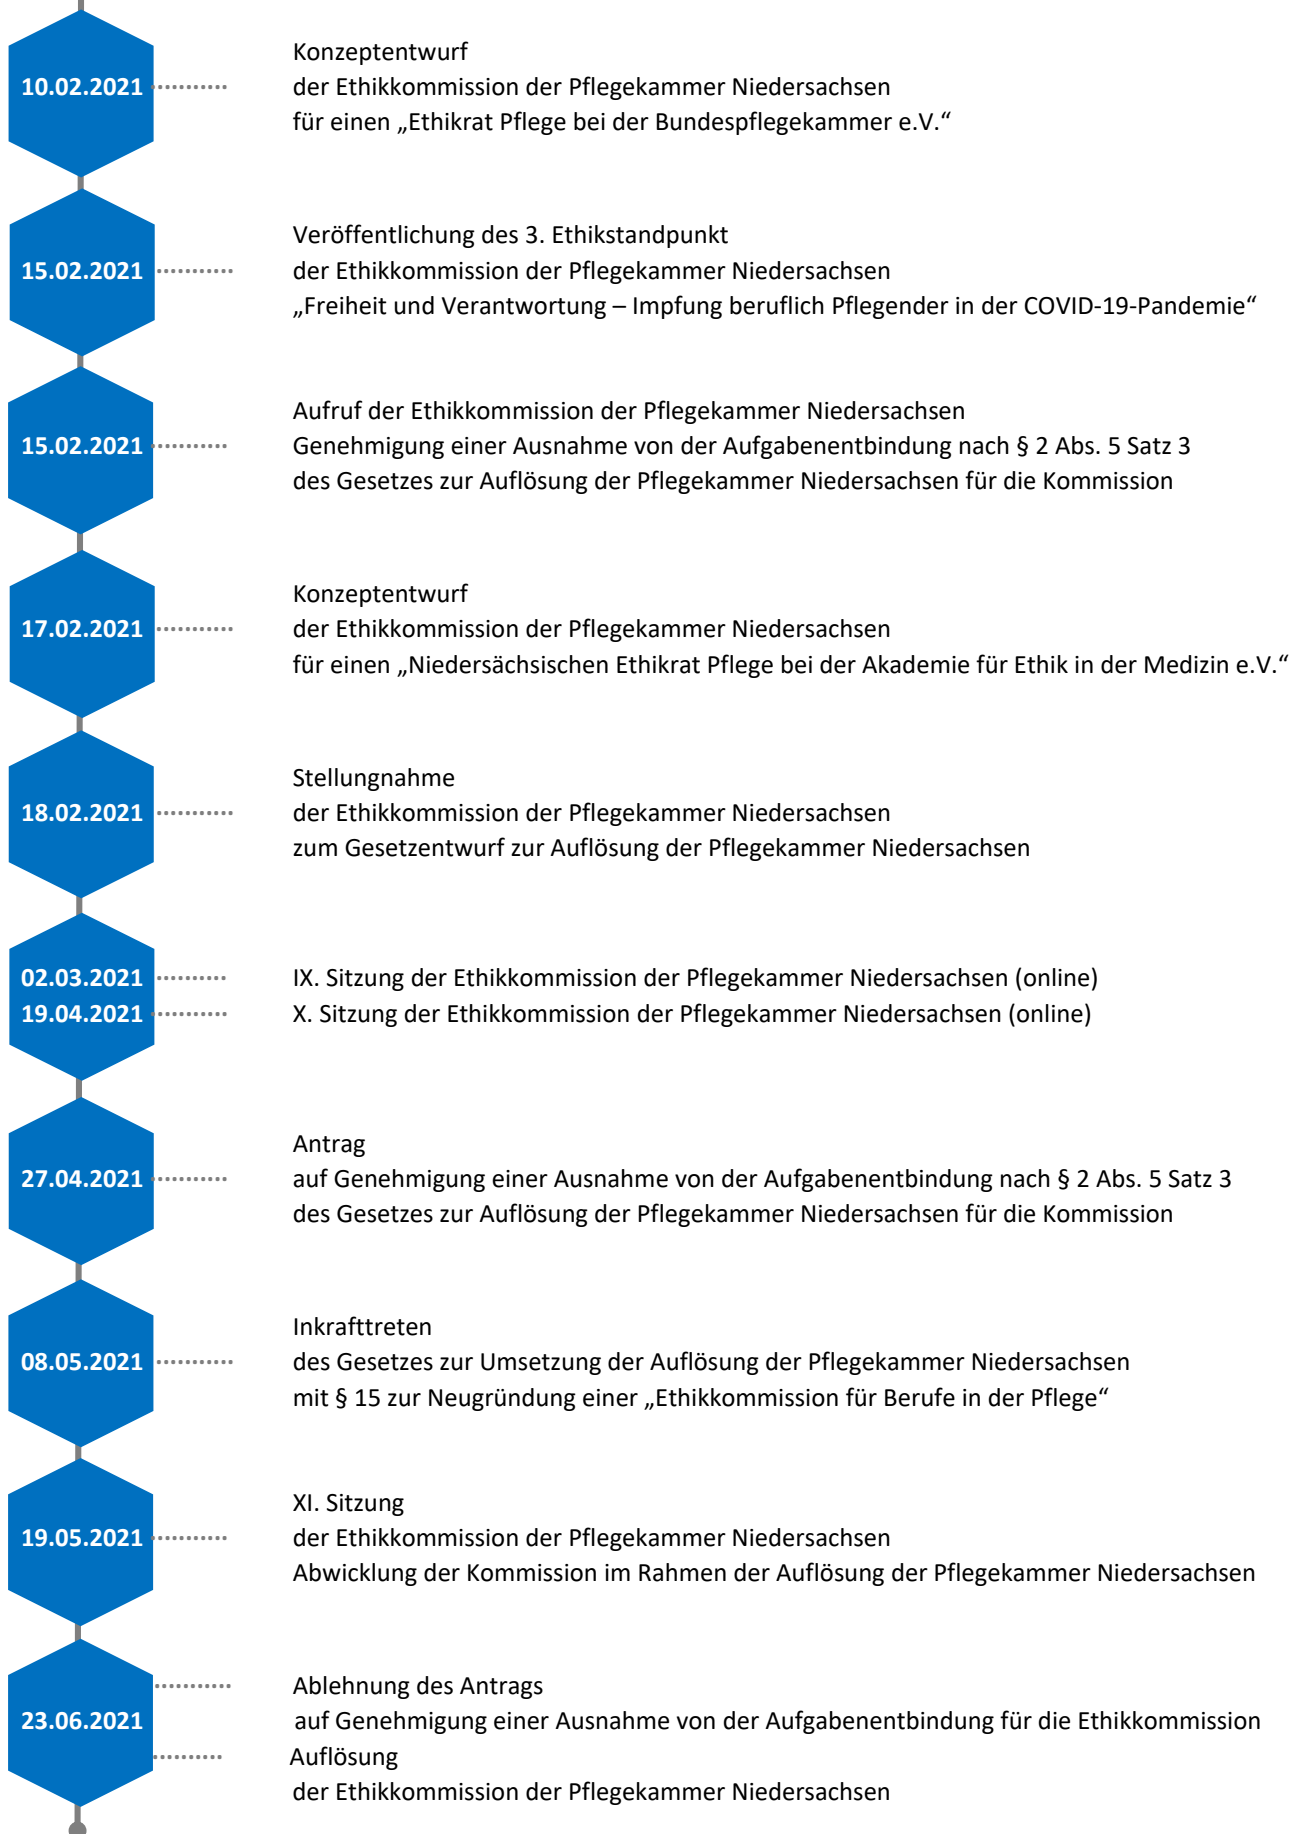 10.02.2021
Konzeptentwurf
der Ethikkommission der Pflegekammer Niedersachsen
für einen „Ethikrat Pflege bei der Bundespflegekammer e.V.“
15.02.2021
Veröffentlichung des 3. Ethikstandpunkt
der Ethikkommission der Pflegekammer Niedersachsen
„Freiheit und Verantwortung – Impfung beruflich Pflegender in der COVID-19-Pandemie“
15.02.2021
Aufruf der Ethikkommission der Pflegekammer Niedersachsen
Genehmigung einer Ausnahme von der Aufgabenentbindung nach § 2 Abs. 5 Satz 3
des Gesetzes zur Auflösung der Pflegekammer Niedersachsen für die Kommission
17.02.2021
Konzeptentwurf
der Ethikkommission der Pflegekammer Niedersachsen
für einen „Niedersächsischen Ethikrat Pflege bei der Akademie für Ethik in der Medizin e.V.“
18.02.2021
Stellungnahme
der Ethikkommission der Pflegekammer Niedersachsen
zum Gesetzentwurf zur Auflösung der Pflegekammer Niedersachsen
02.03.2021 IX. Sitzung der Ethikkommission der Pflegekammer Niedersachsen (online)
19.04.2021 X. Sitzung der Ethikkommission der Pflegekammer Niedersachsen (online)
27.04.2021
Antrag
auf Genehmigung einer Ausnahme von der Aufgabenentbindung nach § 2 Abs. 5 Satz 3
des Gesetzes zur Auflösung der Pflegekammer Niedersachsen für die Kommission
08.05.2021
Inkrafttreten
des Gesetzes zur Umsetzung der Auflösung der Pflegekammer Niedersachsen
mit § 15 zur Neugründung einer „Ethikkommission für Berufe in der Pflege“
19.05.2021
XI. Sitzung
der Ethikkommission der Pflegekammer Niedersachsen
Abwicklung der Kommission im Rahmen der Auflösung der Pflegekammer Niedersachsen
23.06.2021
Ablehnung des Antrags
auf Genehmigung einer Ausnahme von der Aufgabenentbindung für die Ethikkommission
Auflösung
der Ethikkommission der Pflegekammer Niedersachsen